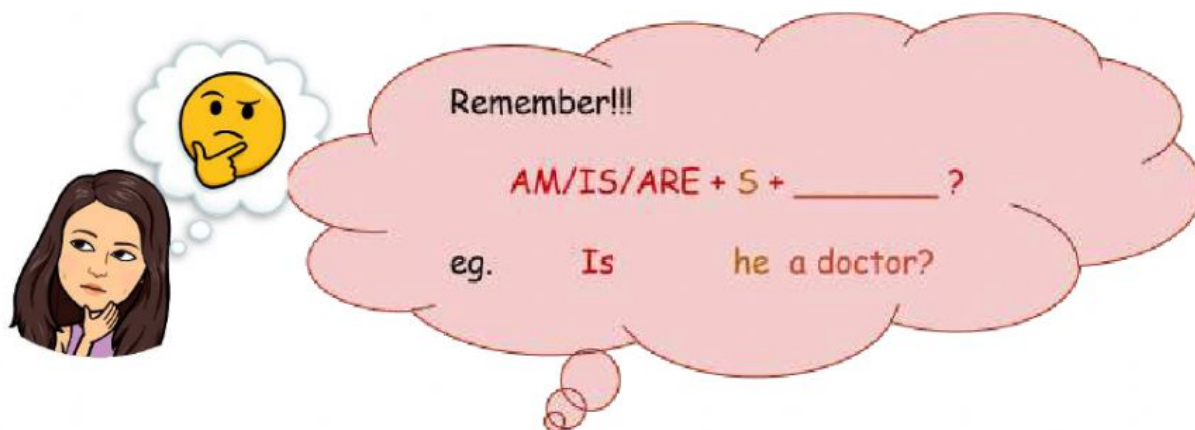 Remember!!!
AM/IS/ARE + S + ________ ?
eg. Is he a doctor?